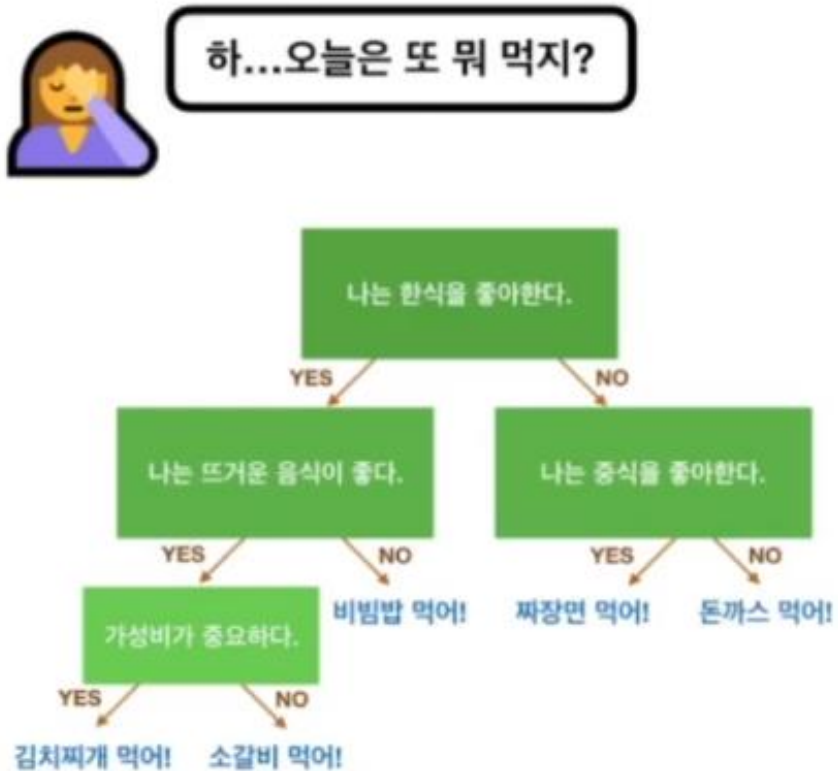 하...오늘은 또 뭐 먹지?
나는 한식을 좋아한다.
YES
NO
나는 뜨거운 음식이 좋다.
나는 중식을 좋아한다.
YES
NO
YES
NO
가성비가 중요하다.
비빔밥 먹어!
짜장면 먹어!
돈까스 먹어!
YES
NO
김치찌개 먹어!
소갈비 먹어!